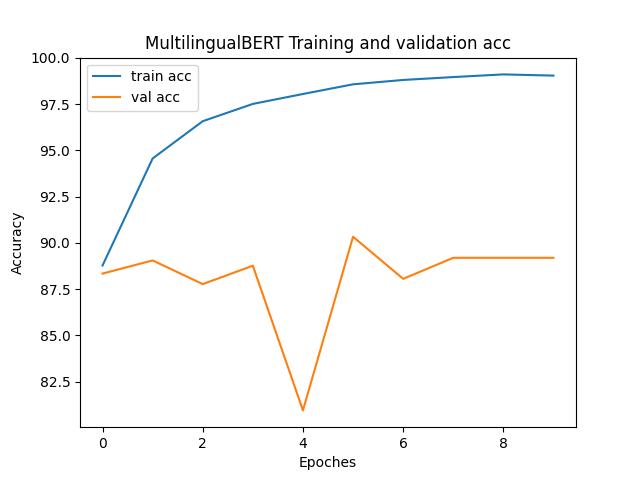 MultilingualBERT Training and validation acc
100.0
97.5
95.0
92.5
90.0
87.5
85.0
82.5
train acc
val acc
Accuracy
0 2 4 6 8
Epoches